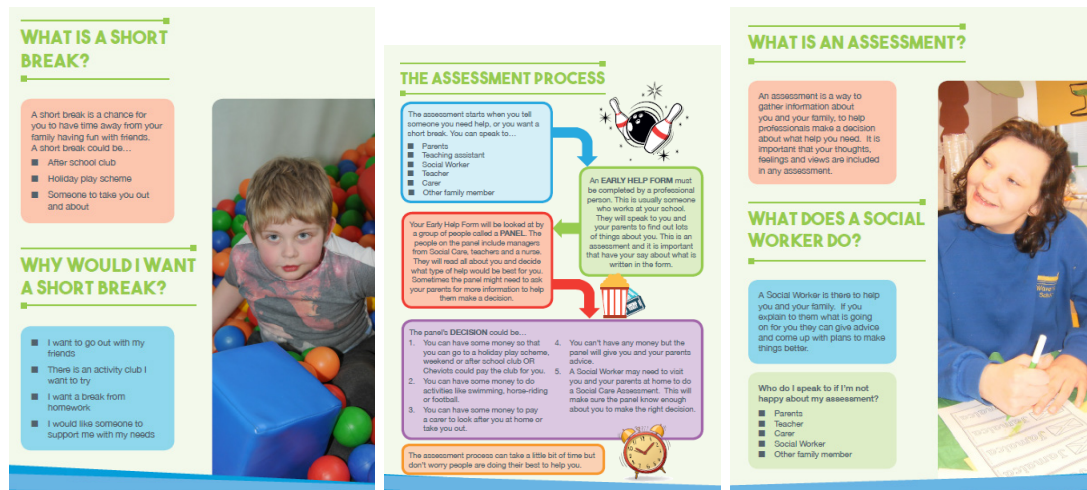 WHAT IS A SHORT
BREAK?
A short break is a chance for
you to have time away from your
family having fun with friends.
A short break could be...
■ After school club
■ Holiday play scheme
■ Someone to take you out
and about
WHY WOULD I WANT
A SHORT BREAK?
■ I want to go out with my
friends
■ There is an activity club I
want to try
■ I want a break from
homework
■ I would like someone to
support me with my needs
THE ASSESSMENT PROCESS
The assessment starts when you tell
someone you need help, or you want a
short break. You can speak to...
■ Parents
■ Teaching assistant
■ Social Worker
■ Teacher
■ Carer
■ Other family member
An EARLY HELP FORM must
be completed by a professional
person. This is usually someone
who works at your school.
They will speak to you and
your parents to find out lots
of things about you. This is an
assessment and it is important
that have your say about what is
written in the form.
Your Early Help Form will be looked at by
a group of people called a PANEL. The
people on the panel include managers
from Social Care, teachers and a nurse.
They will read all about you and decide
what type of help would be best for you.
Sometimes the panel might need to ask
your parents for more information to help
them make a decision.
The panel's DECISION could be...
1. You can have some money so that
you can go to a holiday play scheme,
weekend or after school club OR
Cheviots could pay the club for you.
2. You can have some money to do
activities like swimming, horse-riding
or football.
3. You can have some money to pay
a carer to look after you at home or
take you out.
4. You can't have any money but the
panel will give you and your parents
advice.
5. A Social Worker may need to visit
you and your parents at home to do
a Social Care Assessment. This will
make sure the panel know enough
about you to make the right decision.
The assessment process can take a little bit of time but
don't worry people are doing their best to help you.
WHAT IS AN ASSESSMENT?
An assessment is a way to
gather information about
you and your family, to help
professionals make a decision
about what help you need. It is
important that your thoughts,
feelings and views are included
in any assessment.
WHAT DOES A SOCIAL
WORKER DO?
A Social Worker is there to help
you and your family. If you
explain to them what is going
on for you they can give advice
and come up with plans to make
things better.
Who do I speak to if I'm not
happy about my assessment?
■ Parents
■ Teacher
■ Carer
■ Social Worker
■ Other family member
Jamaica